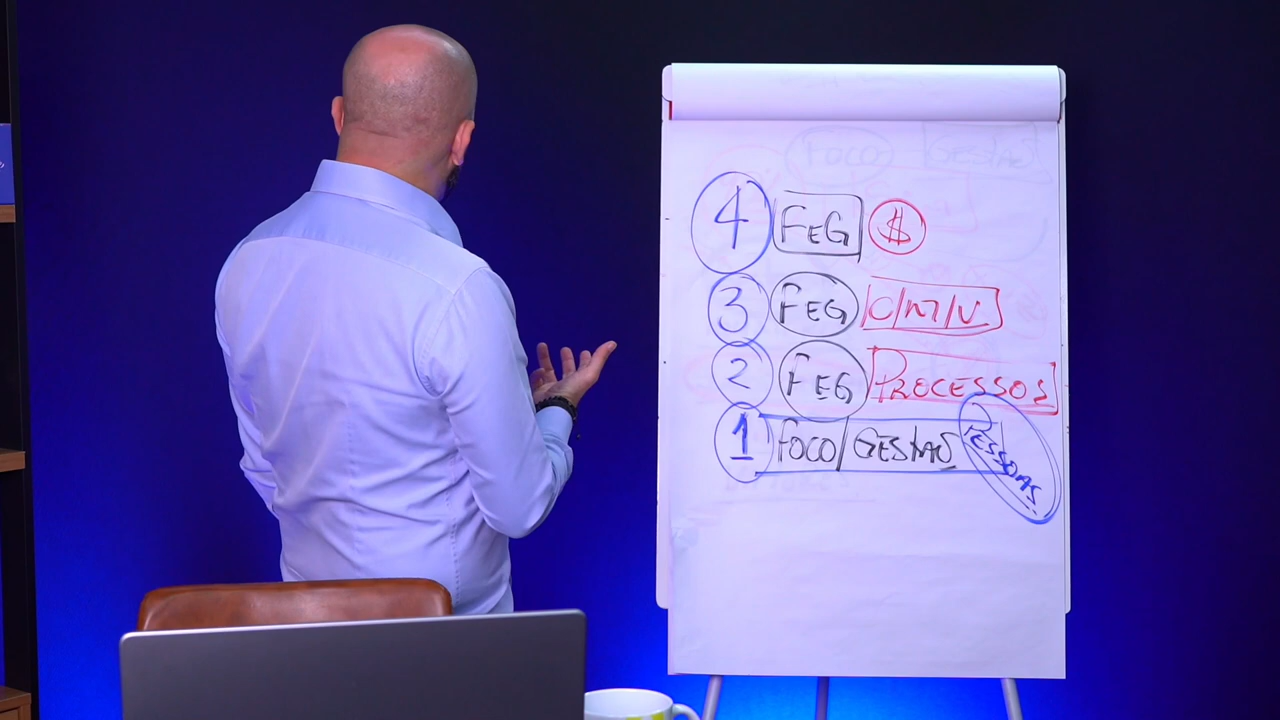 4 FeG $
3 FEG C/M/V
2 FEG PROCESSOS
1 FOCO/GESTÃO PESSOAS